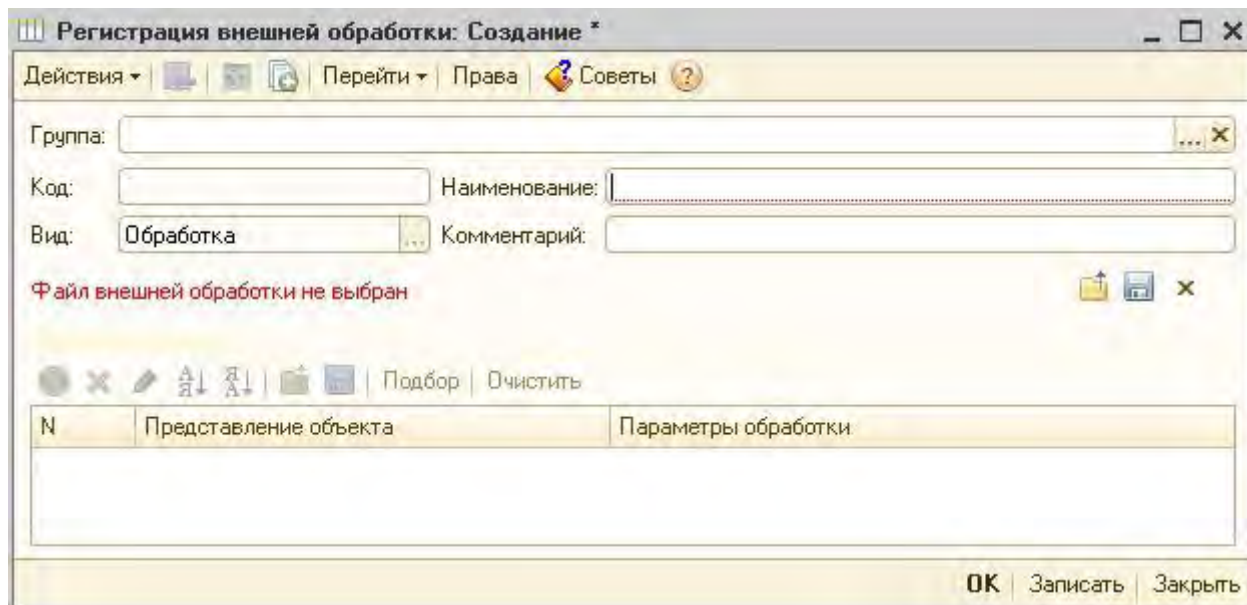 Регистрация внешней обработки: Создание *
Действия Перейти Права Советы ?
Группа: ... ×
Код: Наименование:
Вид: Обработка ... Комментарий:
Файл внешней обработки не выбран
Подбор Очистить
N Представление объекта Параметры обработки
OK Записать Закрыть